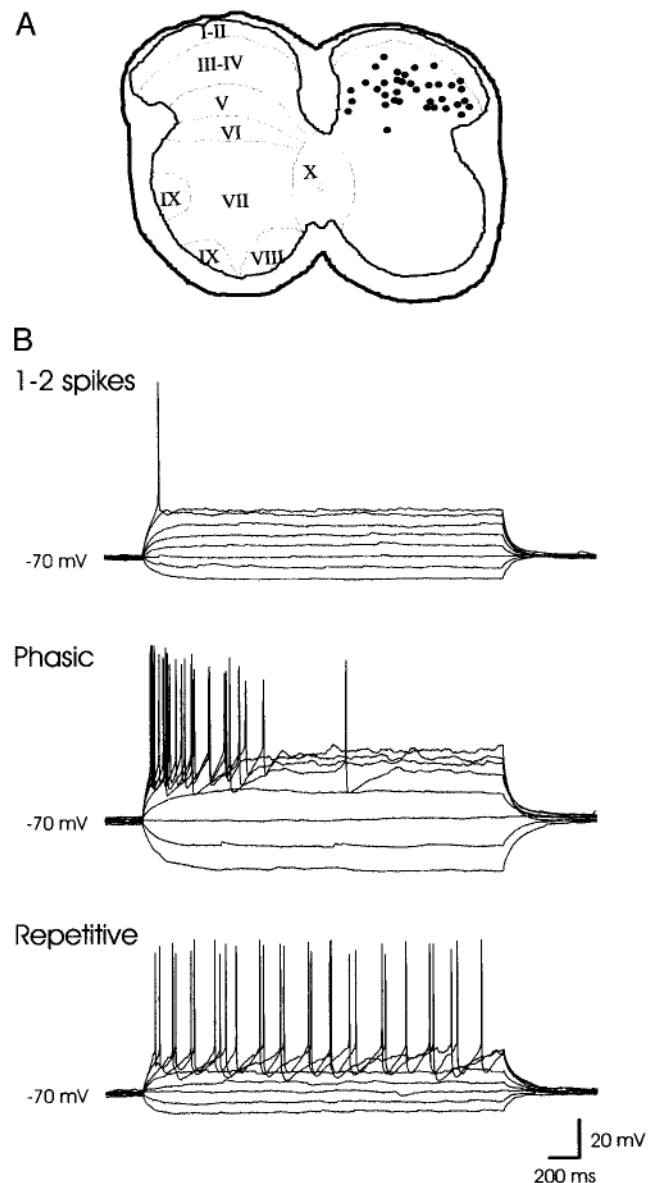 A
I-II
III-IV
V
VI
X
IX
VII
IX
VIII
B
1-2 spikes
-70 mV
Phasic
-70 mV
Repetitive
-70 mV
20 mV
200 ms